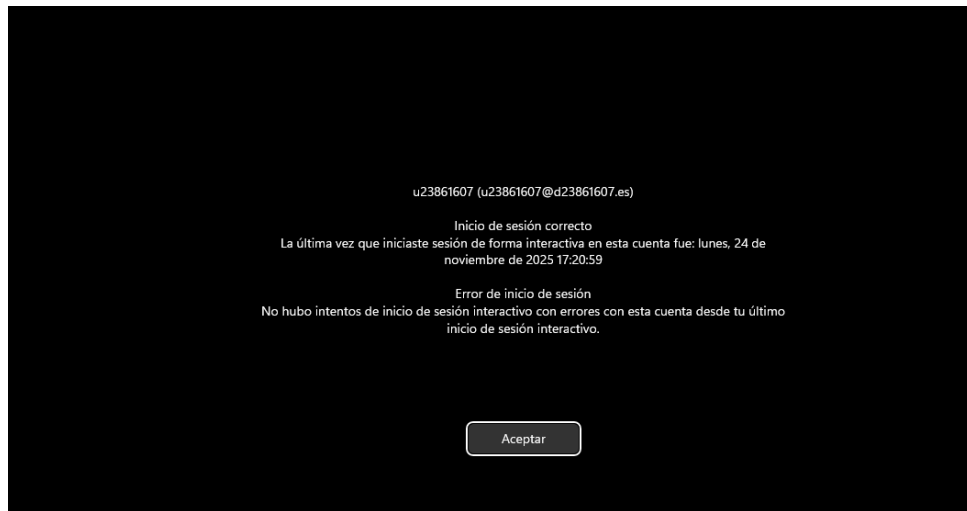 u23861607 (u23861607@d23861607.es)
Inicio de sesión correcto
La última vez que iniciaste sesión de forma interactiva en esta cuenta fue: lunes, 24 de
noviembre de 2025 17:20:59
Error de inicio de sesión
No hubo intentos de inicio de sesión interactivo con errores con esta cuenta desde tu último
inicio de sesión interactivo.
Aceptar